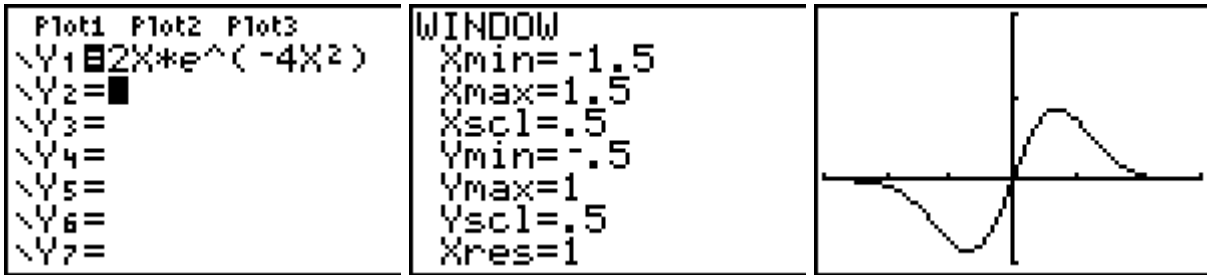 Plot1 Plot2 Plot3
\Y1=2X*e^(-4X²)
\Y2=
\Y3=
\Y4=
\Y5=
\Y6=
\Y7=
WINDOW
Xmin=-1.5
Xmax=1.5
Xscl=.5
Ymin=-.5
Ymax=1
Yscl=.5
Xres=1